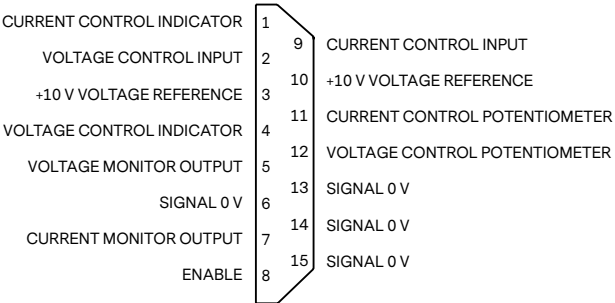 CURRENT CONTROL INDICATOR 1
VOLTAGE CONTROL INPUT 2
+10 V VOLTAGE REFERENCE 3
VOLTAGE CONTROL INDICATOR 4
VOLTAGE MONITOR OUTPUT 5
SIGNAL 0 V 6
CURRENT MONITOR OUTPUT 7
ENABLE 8
9 CURRENT CONTROL INPUT
10 +10 V VOLTAGE REFERENCE
11 CURRENT CONTROL POTENTIOMETER
12 VOLTAGE CONTROL POTENTIOMETER
13 SIGNAL 0 V
14 SIGNAL 0 V
15 SIGNAL 0 V